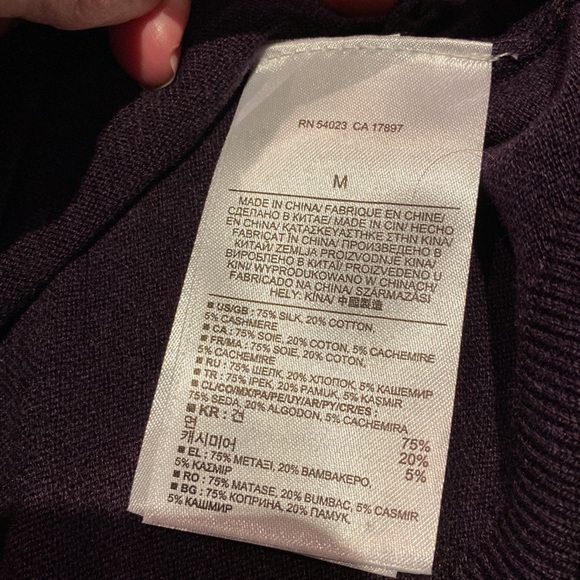 RN 54023 CA 17897
M
MADE IN CHINA/ FABRIQUE EN CHINE/
СДЕЛАНО В КИТАЕ/ MADE IN CIN/ HECHO
EN CHINA/ ΚΑΤΑΣΚΕΥΑΣΤΗΚΕ ΣΤΗΝ ΚΙΝΑ/
FABRICAT ÎN CHINA/ ПРОИЗВЕДЕНО В
КИТАЙ/ ZEMLJA PROIZVODNJE KINA/
ВИРОБЛЕНО В КИТАЇ/ PROIZVEDENO U
KINI/ WYPRODUKOWANO W CHINACH/
FABRICADO NA CHINA/ SZÁRMAZÁSI
HELY: KÍNA/ 中國製造
■ US/GB : 75% SILK, 20% COTTON,
5% CASHMERE
■ CA : 75% SOIE, 20% COTON, 5% CACHEMIRE
■ FR/MA : 75% SOIE, 20% COTON,
5% CACHEMIRE
■ RU : 75% ШЕЛК, 20% ХЛОПОК, 5% КАШЕМИР
■ TR : 75% IPEK, 20% PAMUK, 5% KAŞMIR
■ CL/CO/MX/PA/PE/UY/AR/PY/CR/ES :
75% SEDA, 20% ALGODON, 5% CACHEMIRA
■ KR : 견 75%
면 20%
캐시미어 5%
■ EL : 75% ΜΕΤΑΞΙ, 20% ΒΑΜΒΑΚΕΡΟ,
5% ΚΑΣΜΙΡ
■ RO : 75% MATASE, 20% BUMBAC, 5% CASMIR
■ BG : 75% КОПРИНА, 20% ПАМУК,
5% КАШМИР